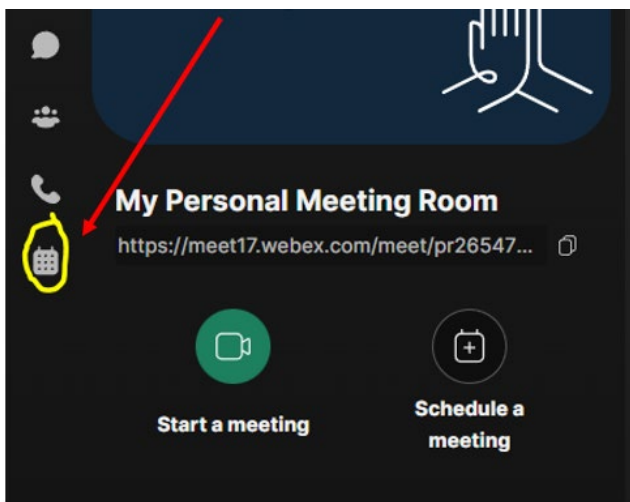 My Personal Meeting Room
https://meet17.webex.com/meet/pr26547...
Start a meeting
Schedule a
meeting